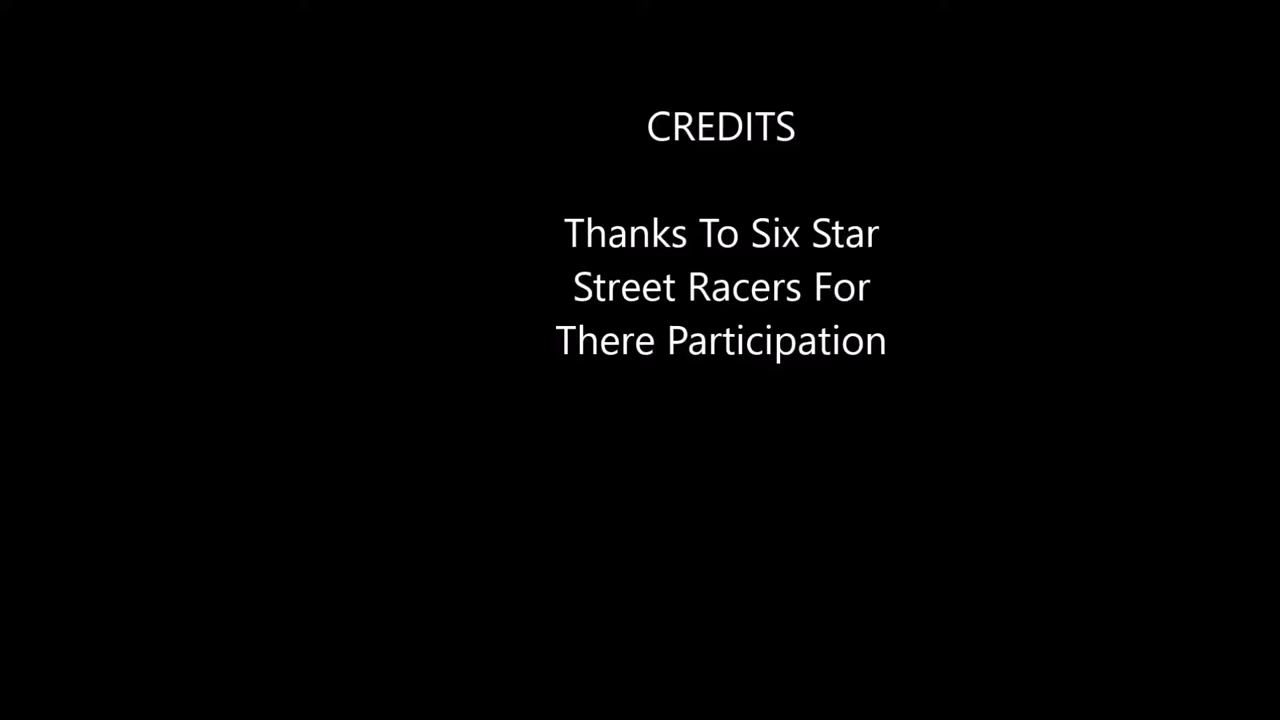 CREDITS
Thanks To Six Star
Street Racers For
There Participation